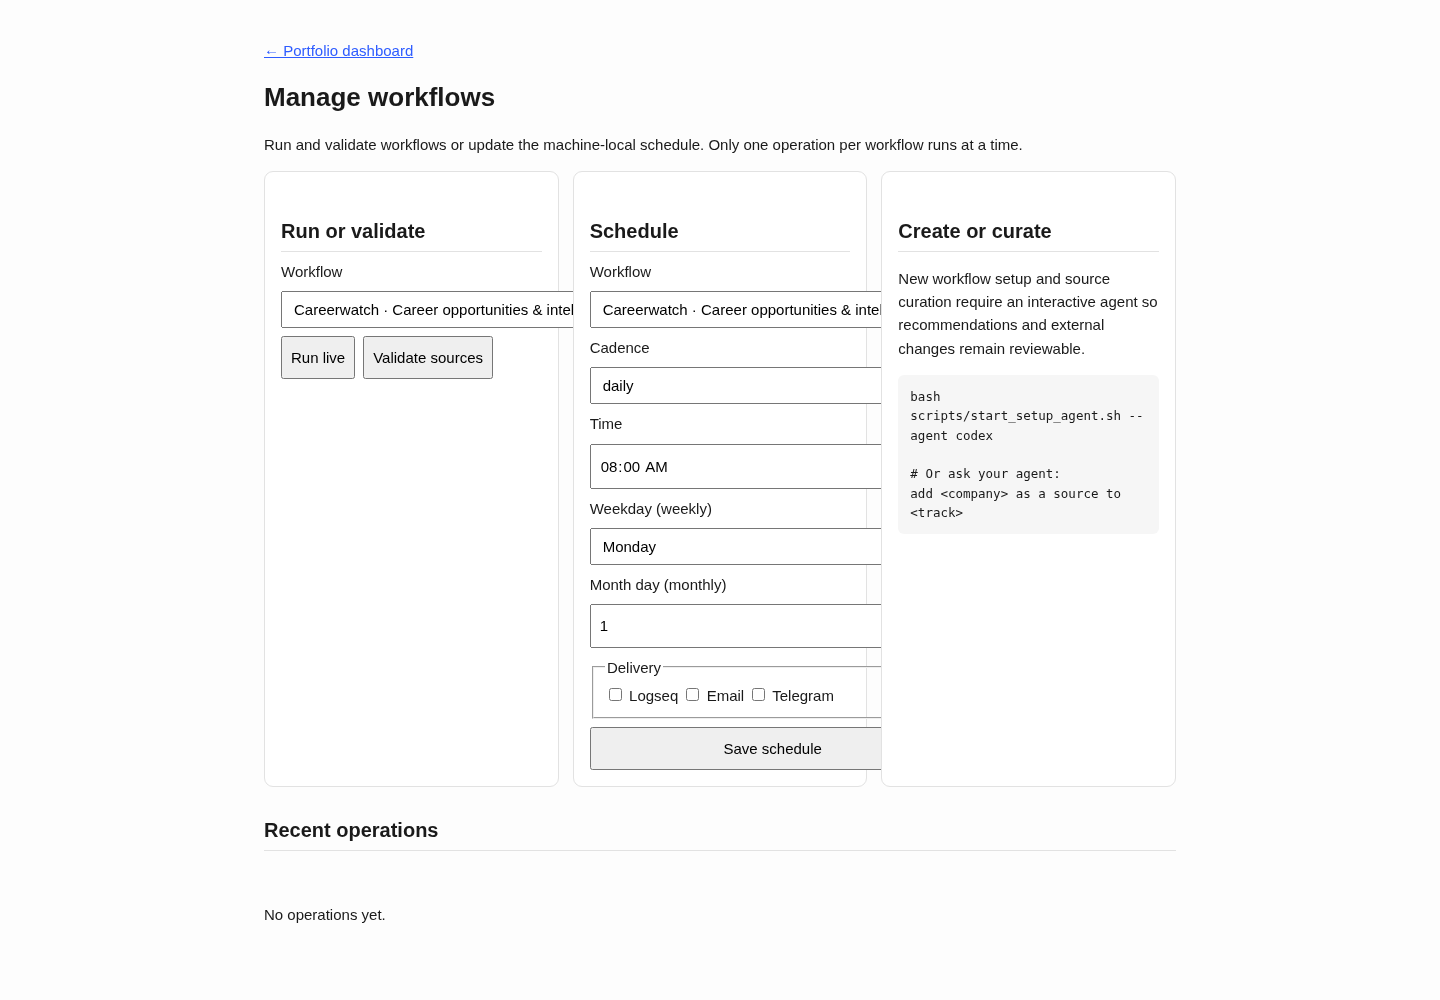 ← Portfolio dashboard
Manage workflows
Run and validate workflows or update the machine-local schedule. Only one operation per workflow runs at a time.
Run or validate
Workflow
Careerwatch · Career opportunities & intel
Run live
Validate sources
Schedule
Workflow
Careerwatch · Career opportunities & intel
Cadence
daily
Time
08:00 AM
Weekday (weekly)
Monday
Month day (monthly)
1
Delivery
Logseq Email Telegram
Save schedule
Create or curate
New workflow setup and source
curation require an interactive agent so
recommendations and external
changes remain reviewable.
bash
scripts/start_setup_agent.sh --
agent codex
# Or ask your agent:
add <company> as a source to
<track>
Recent operations
No operations yet.